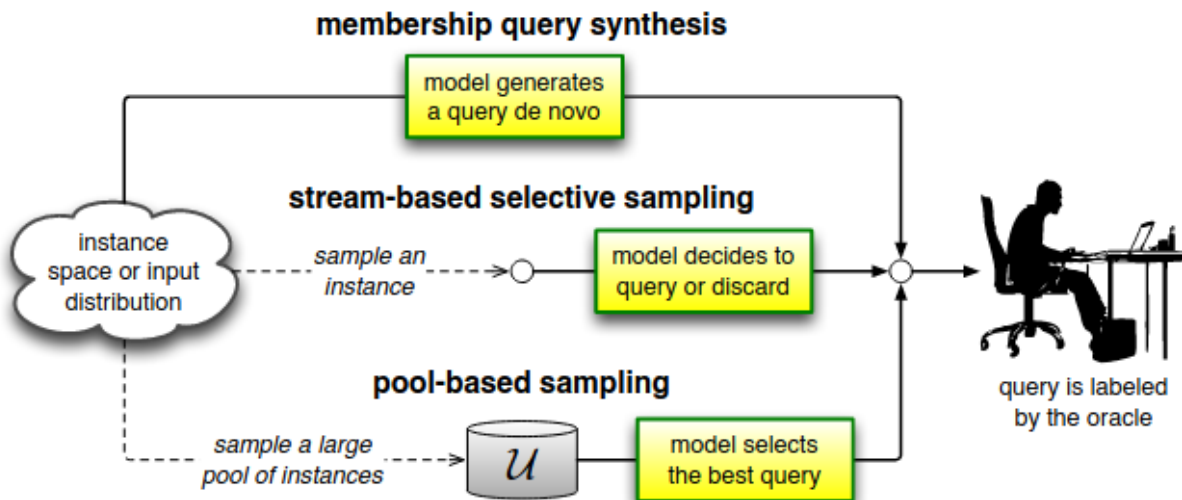 membership query synthesis
model generates
a query de novo
stream-based selective sampling
instance
space or input
distribution
sample an
instance
model decides to
query or discard
pool-based sampling
sample a large
pool of instances
U
model selects
the best query
query is labeled
by the oracle